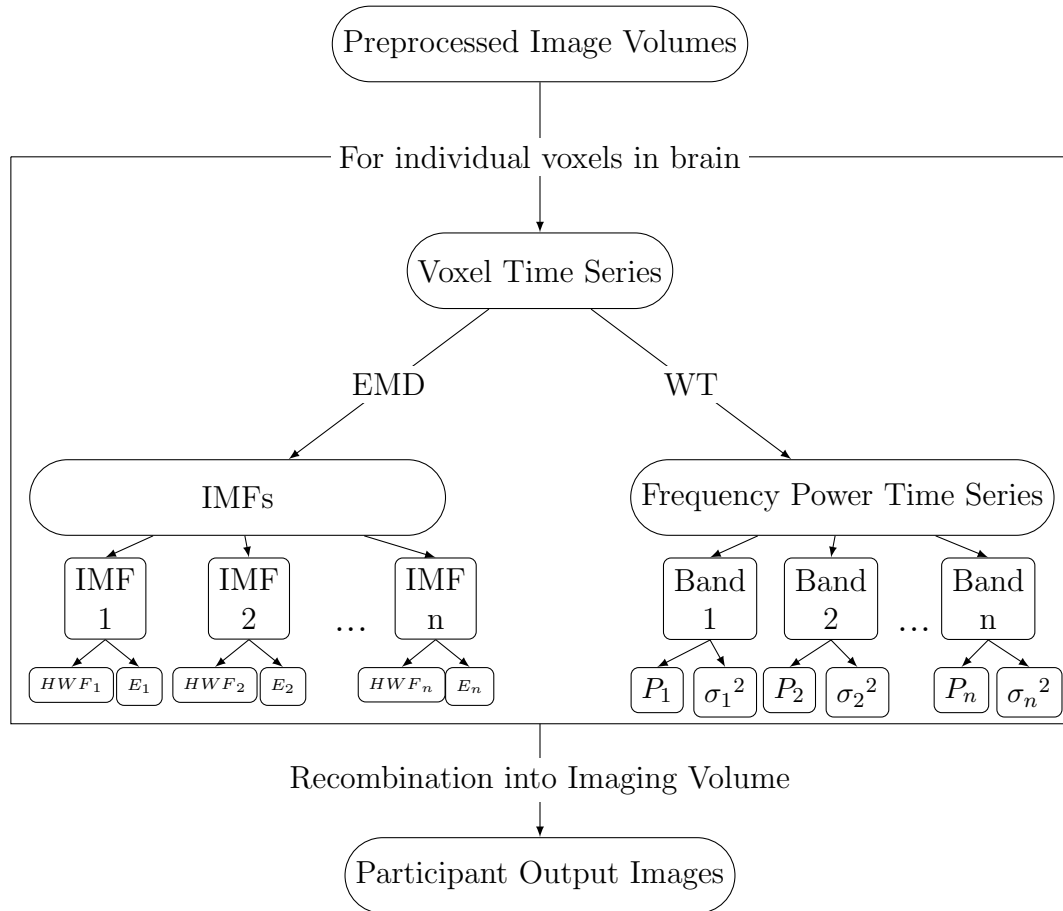 Preprocessed Image Volumes
For individual voxels in brain
Voxel Time Series
EMD
WT
IMFs
Frequency Power Time Series
IMF
1
IMF
2
...
IMF
n
Band
1
Band
2
...
Band
n
HWF₁
E₁
HWF₂
E₂
HWFₙ
Eₙ
P₁
σ₁²
P₂
σ₂²
Pₙ
σₙ²
Recombination into Imaging Volume
Participant Output Images